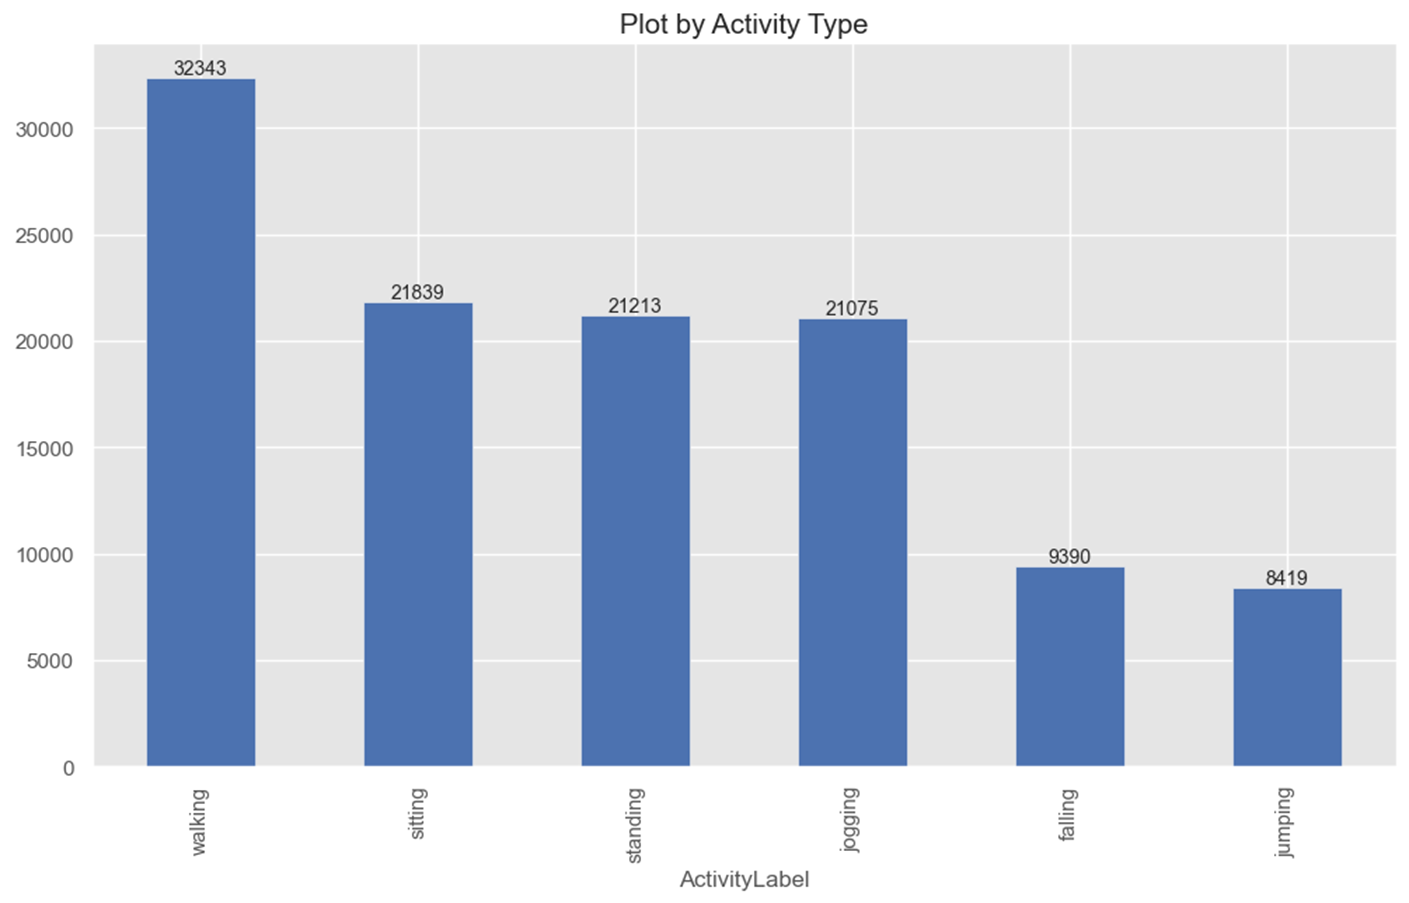 Plot by Activity Type
32343
30000
25000
21839
21213
21075
20000
15000
10000
9390
8419
5000
0
walking
sitting
standing
jogging
falling
jumping
ActivityLabel